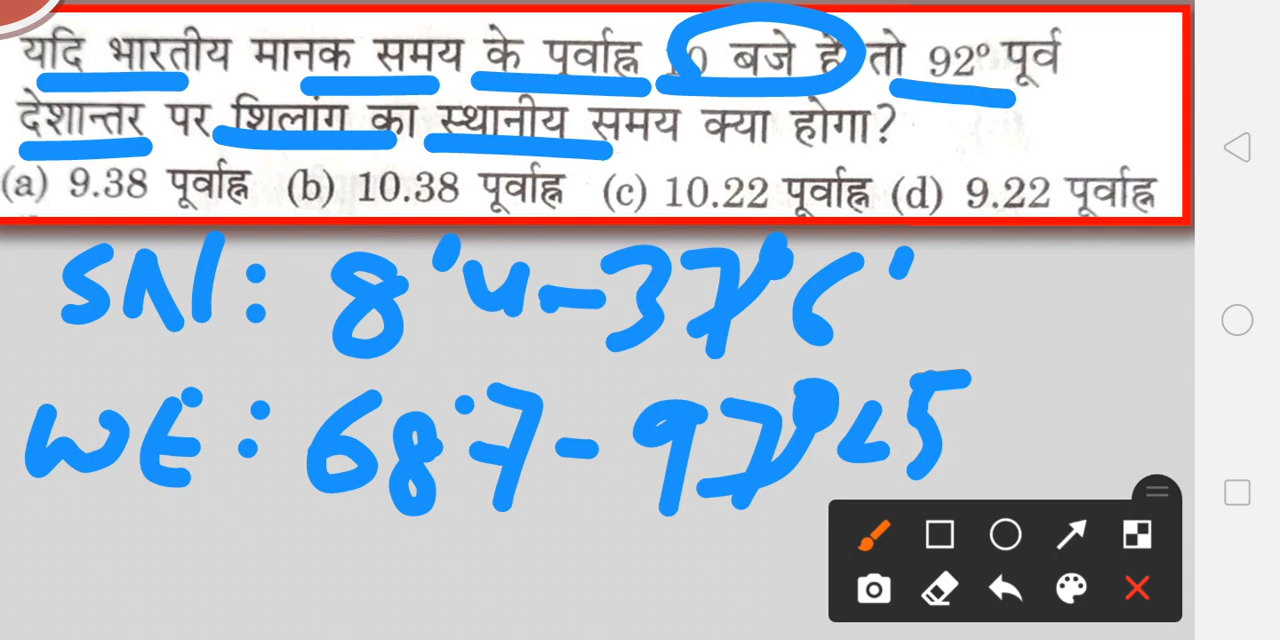 यदि भारतीय मानक समय के पूर्वाह्न 10 बजे है तो 92° पूर्व
देशान्तर पर शिलांग का स्थानीय समय क्या होगा?
(a) 9.38 पूर्वाह्न (b) 10.38 पूर्वाह्न (c) 10.22 पूर्वाह्न (d) 9.22 पूर्वाह्न
SN: 8°4'-37°6'
WE: 68°7-97°25